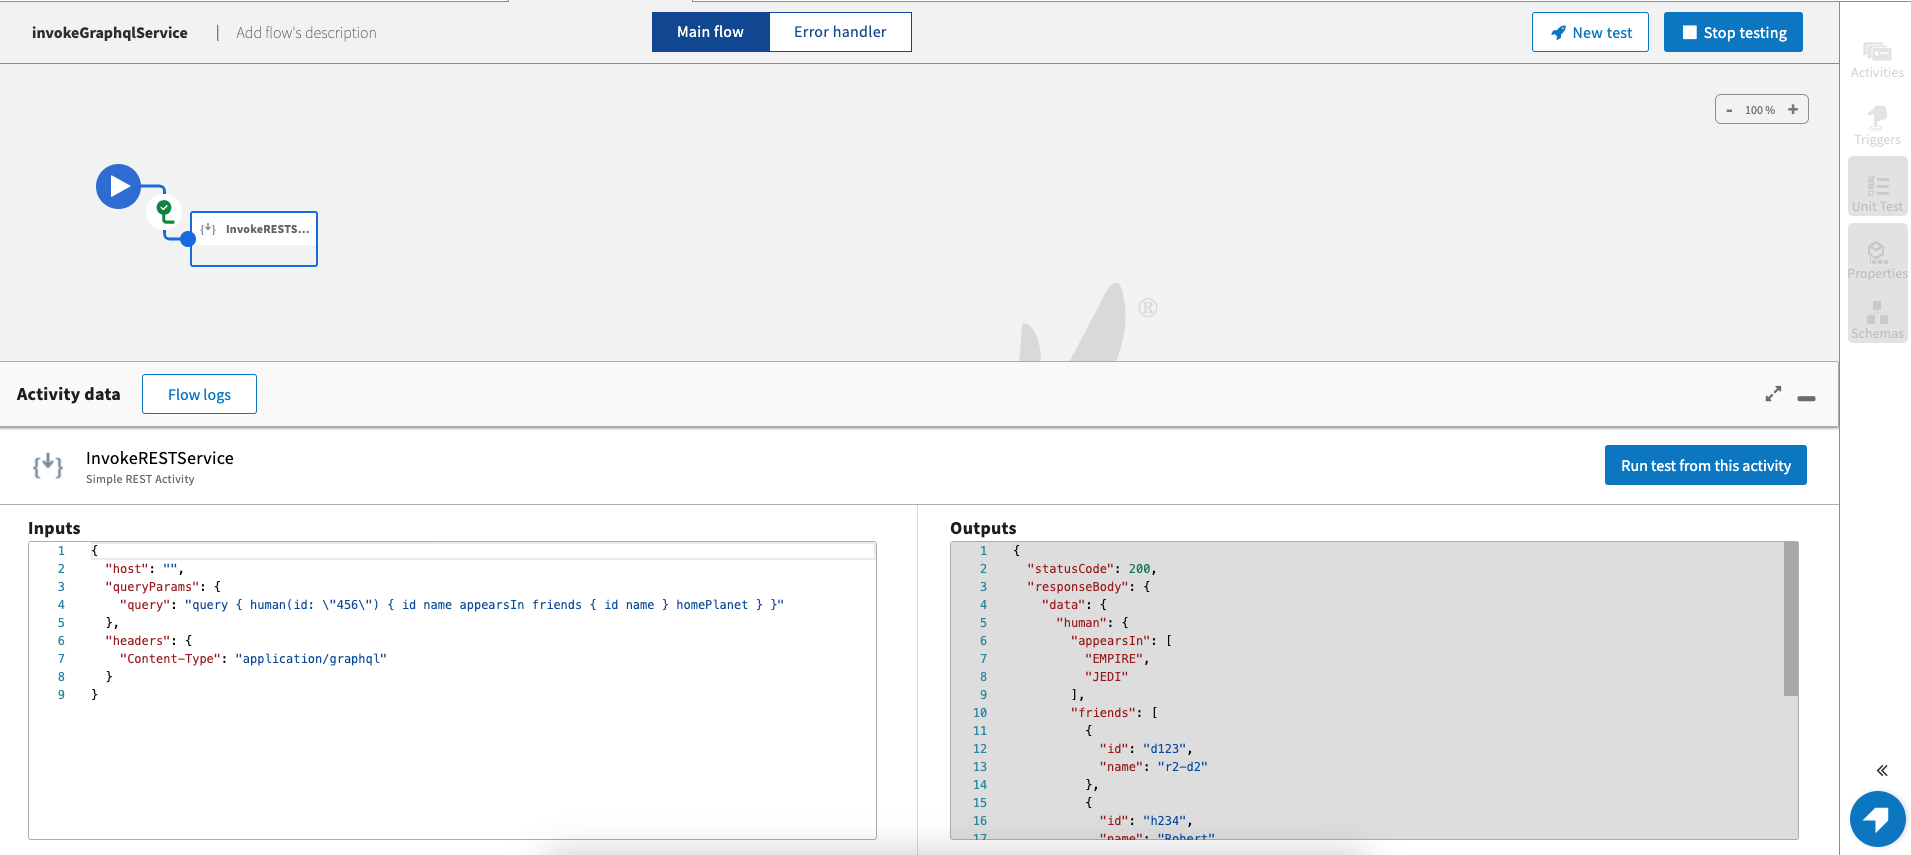 invokeGraphqlService | Add flow's description
Main flow
Error handler
New test
Stop testing
Activities
Triggers
Unit Test
Properties
Schemas
- 100 % +
InvokeRESTS...
®
Activity data
Flow logs
InvokeRESTService
Simple REST Activity
Run test from this activity
Inputs
1 {
2 "host": "",
3 "queryParams": {
4 "query": "query { human(id: \"456\") { id name appearsIn friends { id name } homePlanet } }"
5 },
6 "headers": {
7 "Content-Type": "application/graphql"
8 }
9 }
Outputs
1 {
2 "statusCode": 200,
3 "responseBody": {
4 "data": {
5 "human": {
6 "appearsIn": [
7 "EMPIRE",
8 "JEDI"
9 ],
10 "friends": [
11 {
12 "id": "d123",
13 "name": "r2-d2"
14 },
15 {
16 "id": "h234",
17 "name": "Robert"